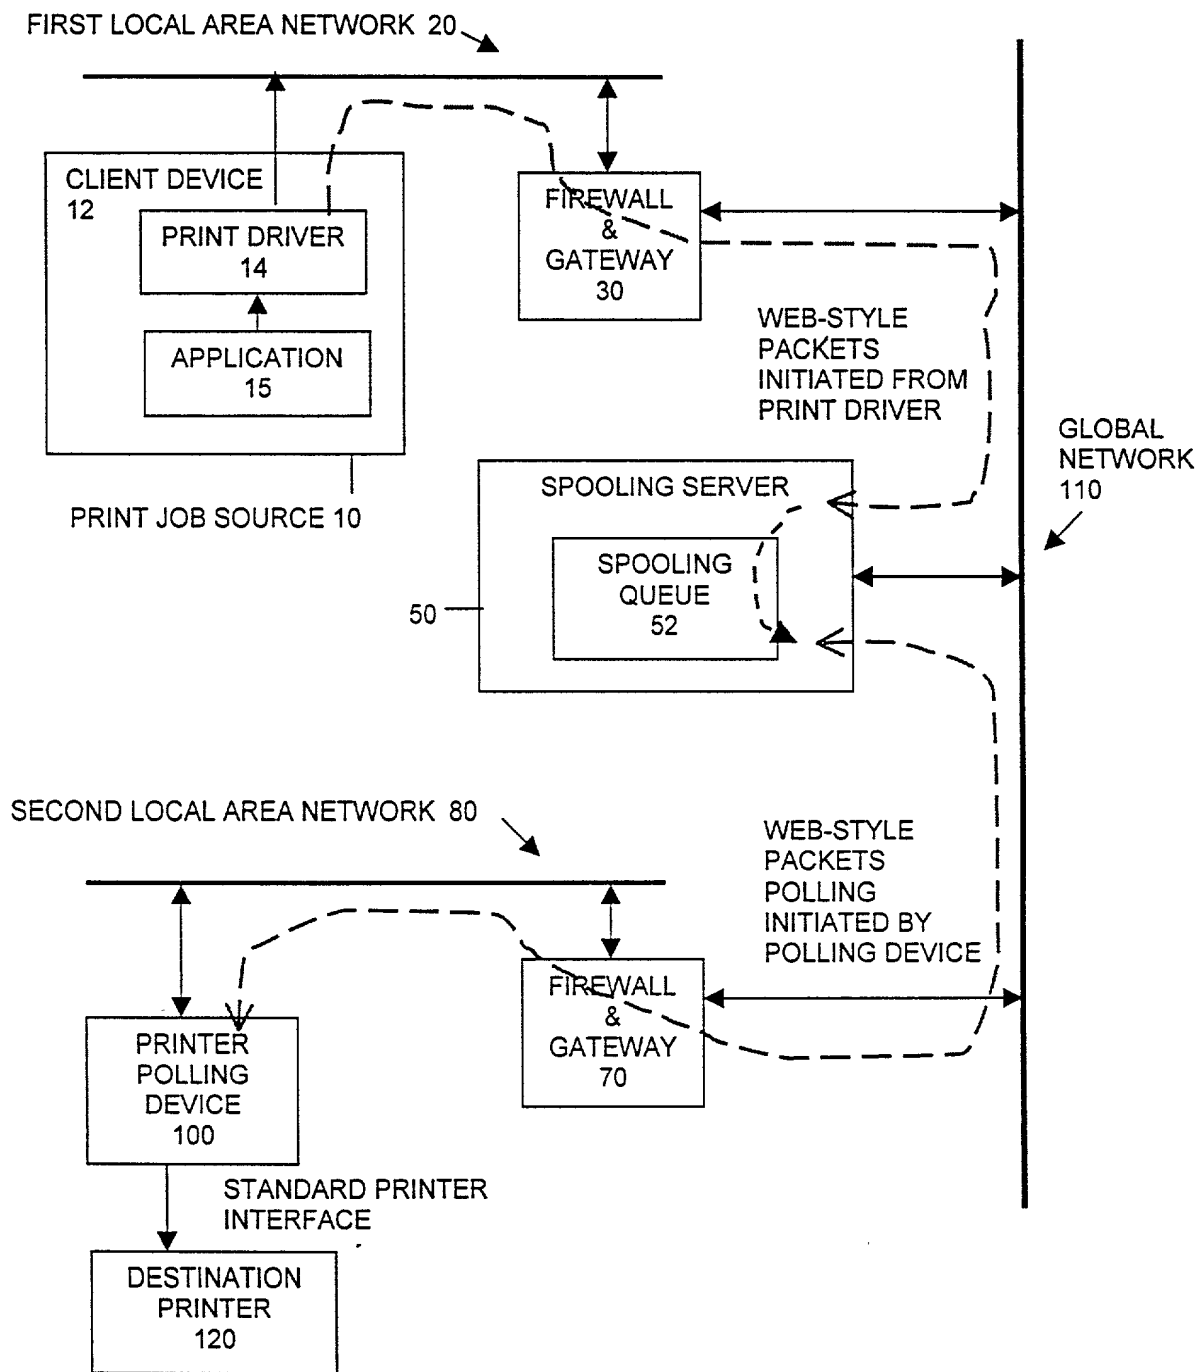 FIRST LOCAL AREA NETWORK 20
CLIENT DEVICE
12
PRINT DRIVER
14
APPLICATION
15
PRINT JOB SOURCE 10
FIREWALL
&
GATEWAY
30
WEB-STYLE
PACKETS
INITIATED FROM
PRINT DRIVER
GLOBAL
NETWORK
110
SPOOLING SERVER
SPOOLING
QUEUE
52
50
SECOND LOCAL AREA NETWORK 80
WEB-STYLE
PACKETS
POLLING
INITIATED BY
POLLING DEVICE
FIREWALL
&
GATEWAY
70
PRINTER
POLLING
DEVICE
100
STANDARD PRINTER
INTERFACE
DESTINATION
PRINTER
120